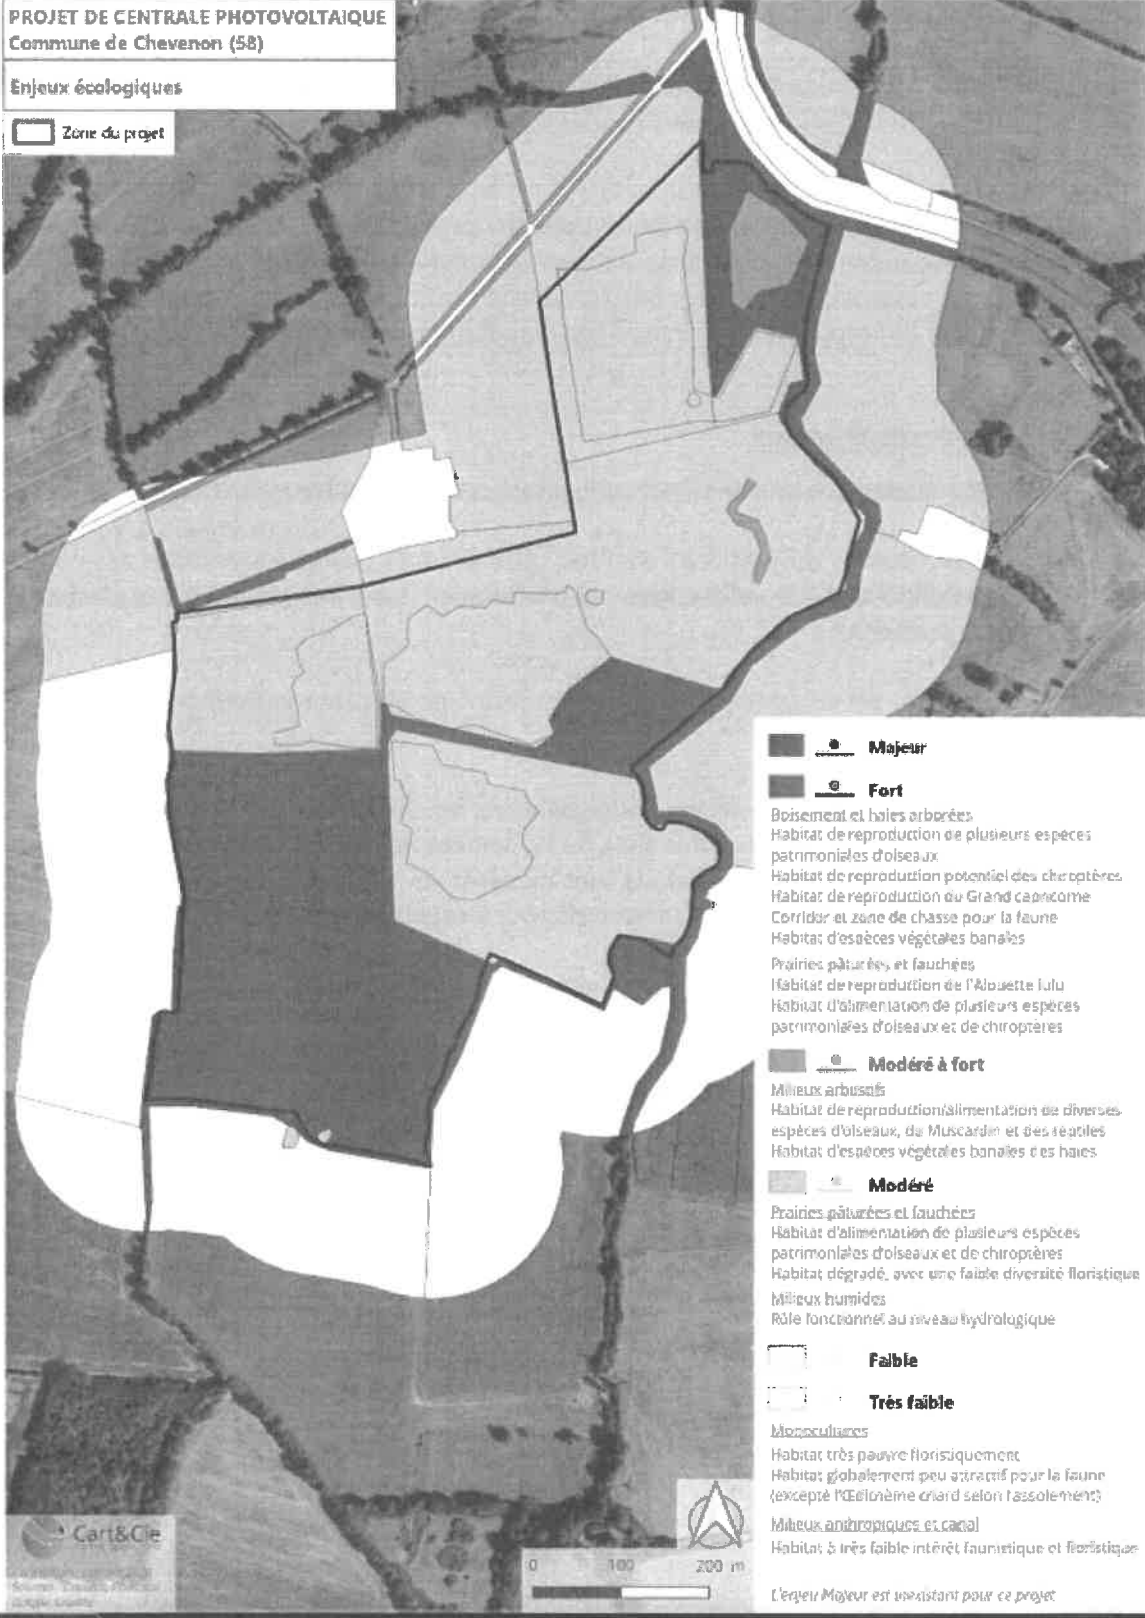 PROJET DE CENTRALE PHOTOVOLTAIQUE
Commune de Chevenon (58)
Enjeux écologiques
Zone du projet
Majeur
Fort
Boisement et haies arborées
Habitat de reproduction de plusieurs espèces
patrimoniales d'oiseaux
Habitat de reproduction potentiel des chiroptères
Habitat de reproduction du Grand capricorne
Corridor et zone de chasse pour la faune
Habitat d'espèces végétales banales
Prairies pâturées et fauchées
Habitat de reproduction de l'Alouette lulu
Habitat d'alimentation de plusieurs espèces
patrimoniales d'oiseaux et de chiroptères
Modéré à fort
Milieux arbustifs
Habitat de reproduction/alimentation de diverses
espèces d'oiseaux, du Muscardin et des reptiles
Habitat d'espèces végétales banales des haies
Modéré
Prairies pâturées et fauchées
Habitat d'alimentation de plusieurs espèces
patrimoniales d'oiseaux et de chiroptères
Habitat dégradé, avec une faible diversité floristique
Milieux humides
Rôle fonctionnel au niveau hydrologique
Faible
Très faible
Monocultures
Habitat très pauvre floristiquement
Habitat globalement peu attractif pour la faune
(excepté l'Œdicnème criard selon l'assolement)
Milieux anthropiques et canal
Habitat à très faible intérêt faunistique et floristique
L'enjeu Majeur est inexistant pour ce projet
Cart&Cie
0 100 200 m